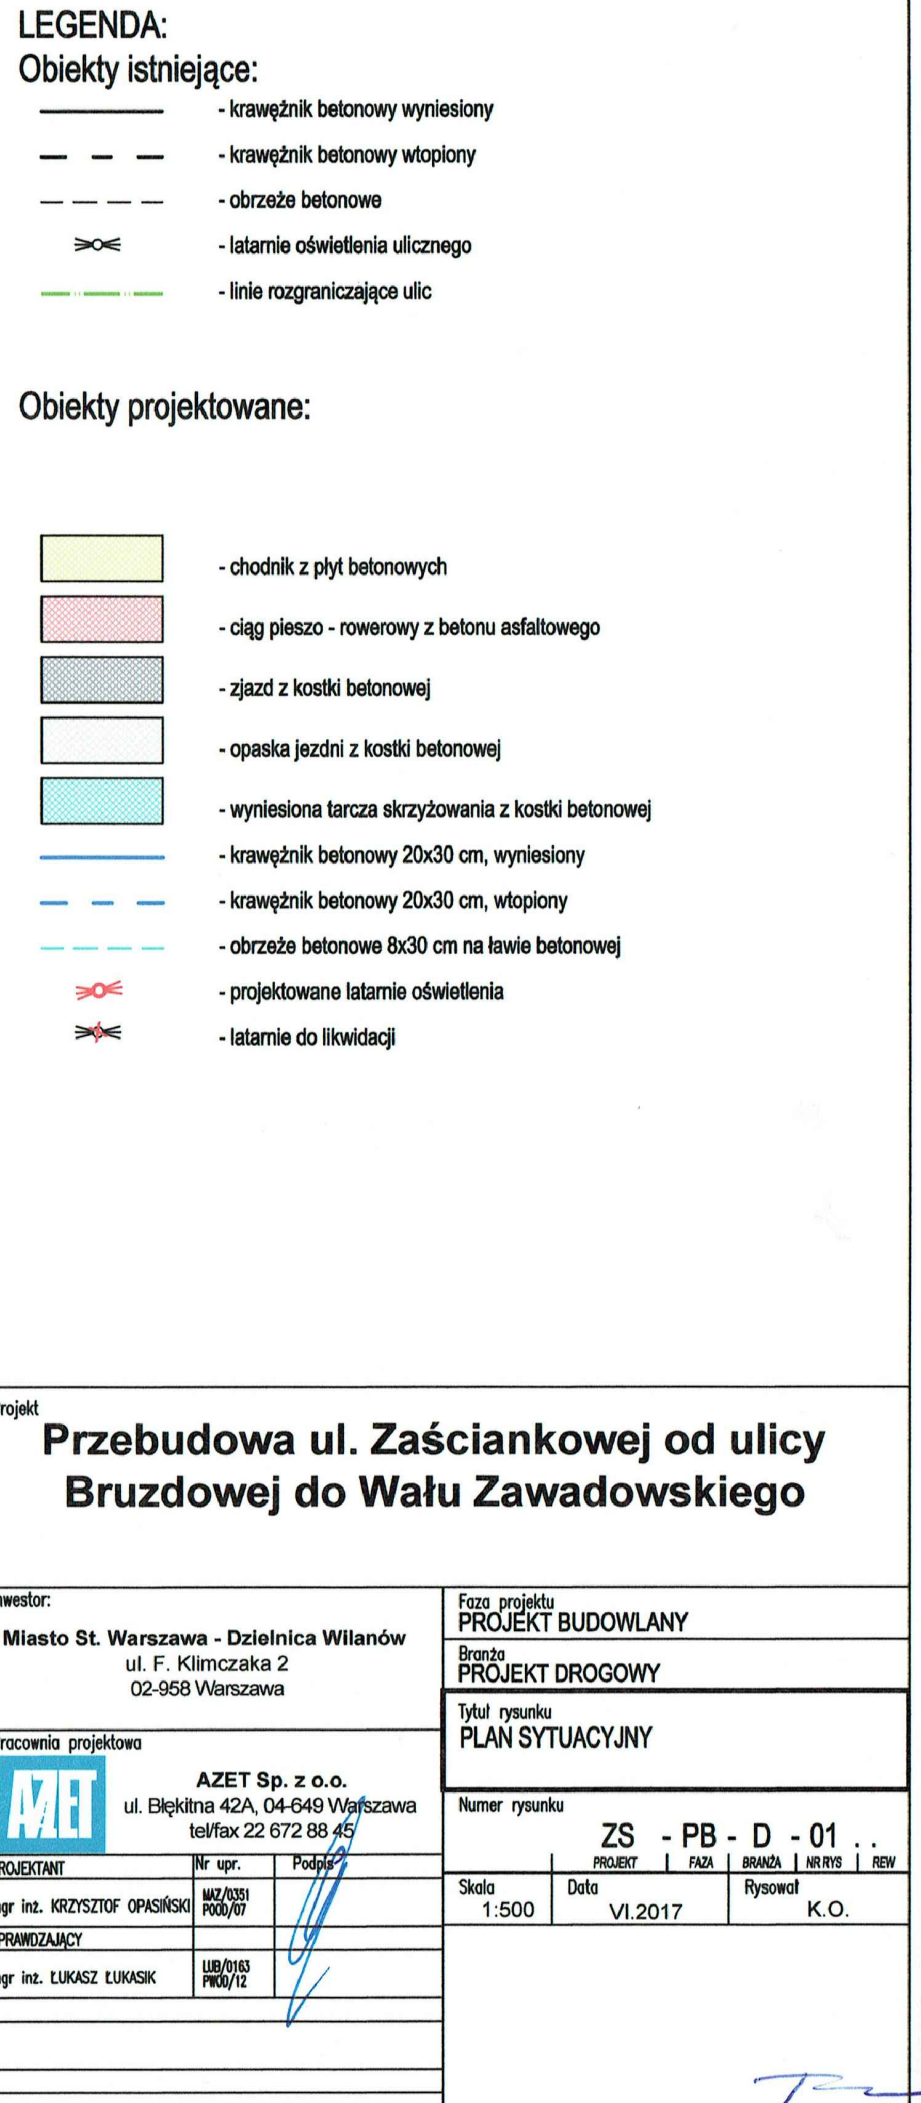 LEGENDA:
Obiekty istniejące:
- krawężnik betonowy wyniesiony
- krawężnik betonowy wtopiony
- obrzeże betonowe
- latarnie oświetlenia ulicznego
- linie rozgraniczające ulic
Obiekty projektowane:
- chodnik z płyt betonowych
- ciąg pieszo - rowerowy z betonu asfaltowego
- zjazd z kostki betonowej
- opaska jezdni z kostki betonowej
- wyniesiona tarcza skrzyżowania z kostki betonowej
- krawężnik betonowy 20x30 cm, wyniesiony
- krawężnik betonowy 20x30 cm, wtopiony
- obrzeże betonowe 8x30 cm na ławie betonowej
- projektowane latarnie oświetlenia
- latarnie do likwidacji
rojekt
Przebudowa ul. Zaściankowej od ulicy
Bruzdowej do Wału Zawadowskiego
nwestor:
Miasto St. Warszawa - Dzielnica Wilanów
ul. F. Klimczaka 2
02-958 Warszawa
Faza projektu
PROJEKT BUDOWLANY
Branża
PROJEKT DROGOWY
Tytuł rysunku
PLAN SYTUACYJNY
racownia projektowa
AZET
AZET Sp. z o.o.
ul. Błękitna 42A, 04-649 Warszawa
tel/fax 22 672 88 45
Numer rysunku
ZS - PB - D - 01 . .
PROJEKT FAZA BRANŻA NR RYS REW
ROJEKTANT Nr upr. Podpis
gr inż. KRZYSZTOF OPASIŃSKI MAZ/0351
POOD/07
PRAWDZAJĄCY
gr inż. ŁUKASZ ŁUKASIK LUB/0163
PWOD/12
Skala Data Rysował
1:500 VI.2017 K.O.